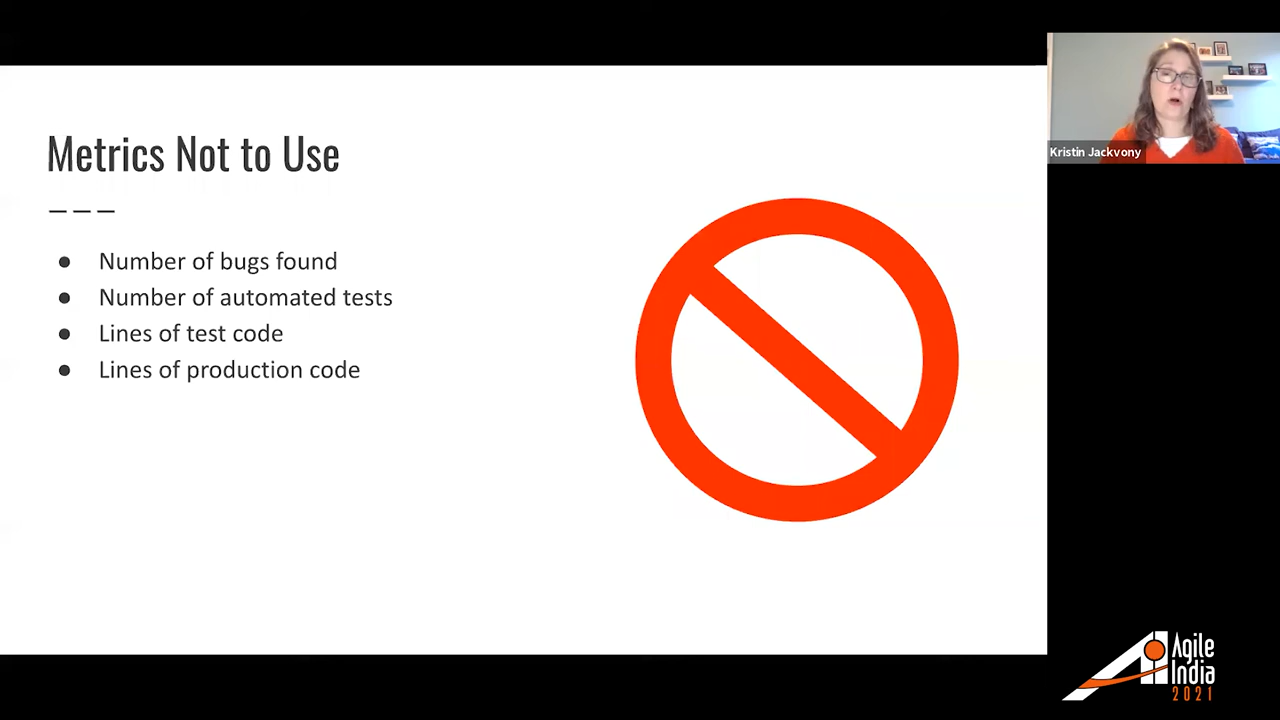 Metrics Not to Use
Number of bugs found
Number of automated tests
Lines of test code
Lines of production code
Kristin Jackvony
Agile
India
2021